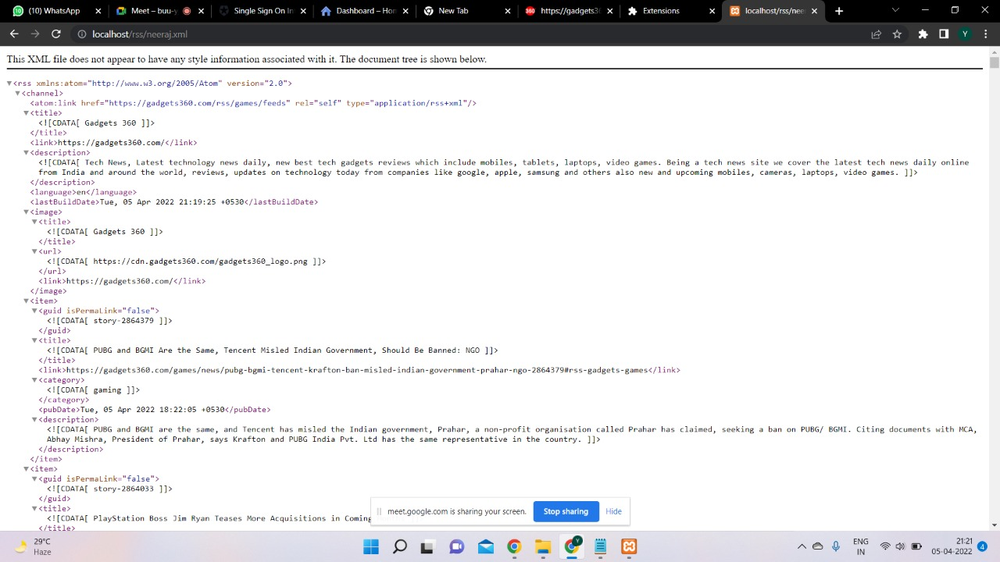 (10) WhatsApp
Meet – buu-y
Single Sign On In
Dashboard – Hom
New Tab
360 https://gadgets36
Extensions
localhost/rss/neer
localhost/rss/neeraj.xml
Y
This XML file does not appear to have any style information associated with it. The document tree is shown below.
▼<rss xmlns:atom="http://www.w3.org/2005/Atom" version="2.0">
▼<channel>
<atom:link href="https://gadgets360.com/rss/games/feeds" rel="self" type="application/rss+xml"/>
▼<title>
<![CDATA[ Gadgets 360 ]]>
</title>
<link>https://gadgets360.com/</link>
▼<description>
<![CDATA[ Tech News, Latest technology news daily, new best tech gadgets reviews which include mobiles, tablets, laptops, video games. Being a tech news site we cover the latest tech news daily online
from India and around the world, reviews, updates on technology today from companies like google, apple, samsung and others also new and upcoming mobiles, cameras, laptops, video games. ]]>
</description>
<language>en</language>
<lastBuildDate>Tue, 05 Apr 2022 21:19:25 +0530</lastBuildDate>
▼<image>
▼<title>
<![CDATA[ Gadgets 360 ]]>
</title>
▼<url>
<![CDATA[ https://cdn.gadgets360.com/gadgets360_logo.png ]]>
</url>
<link>https://gadgets360.com/</link>
</image>
▼<item>
▼<guid isPermaLink="false">
<![CDATA[ story-2864379 ]]>
</guid>
▼<title>
<![CDATA[ PUBG and BGMI Are the Same, Tencent Misled Indian Government, Should Be Banned: NGO ]]>
</title>
<link>https://gadgets360.com/games/news/pubg-bgmi-tencent-krafton-ban-misled-indian-government-prahar-ngo-2864379#rss-gadgets-games</link>
▼<category>
<![CDATA[ gaming ]]>
</category>
<pubDate>Tue, 05 Apr 2022 18:22:05 +0530</pubDate>
▼<description>
<![CDATA[ PUBG and BGMI are the same, and Tencent has misled the Indian government, Prahar, a non-profit organisation called Prahar has claimed, seeking a ban on PUBG/ BGMI. Citing documents with MCA,
Abhay Mishra, President of Prahar, says Krafton and PUBG India Pvt. Ltd has the same representative in the country. ]]>
</description>
</item>
▼<item>
▼<guid isPermaLink="false">
<![CDATA[ story-2864033 ]]>
</guid>
▼<title>
<![CDATA[ PlayStation Boss Jim Ryan Teases More Acquisitions in Coming
</title>
meet.google.com is sharing your screen. Stop sharing Hide
29°C
Haze
ENG
IN
21:21
05-04-2022
4